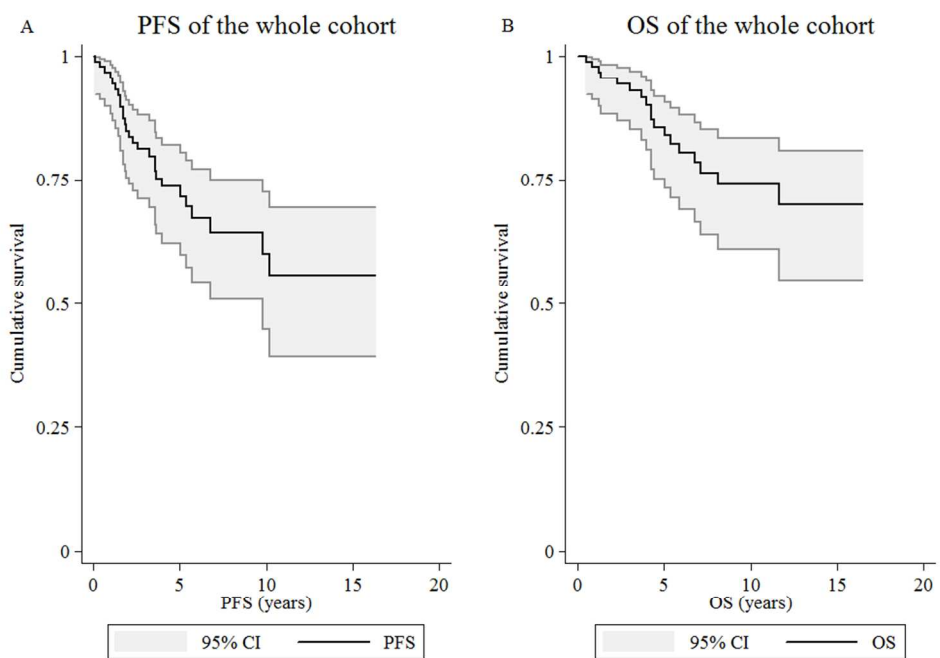 A
PFS of the whole cohort
Cumulative survival
1
0.75
0.5
0.25
0
0 5 10 15 20
PFS (years)
95% CI PFS
B
OS of the whole cohort
Cumulative survival
1
0.75
0.5
0.25
0
0 5 10 15 20
OS (years)
95% CI OS